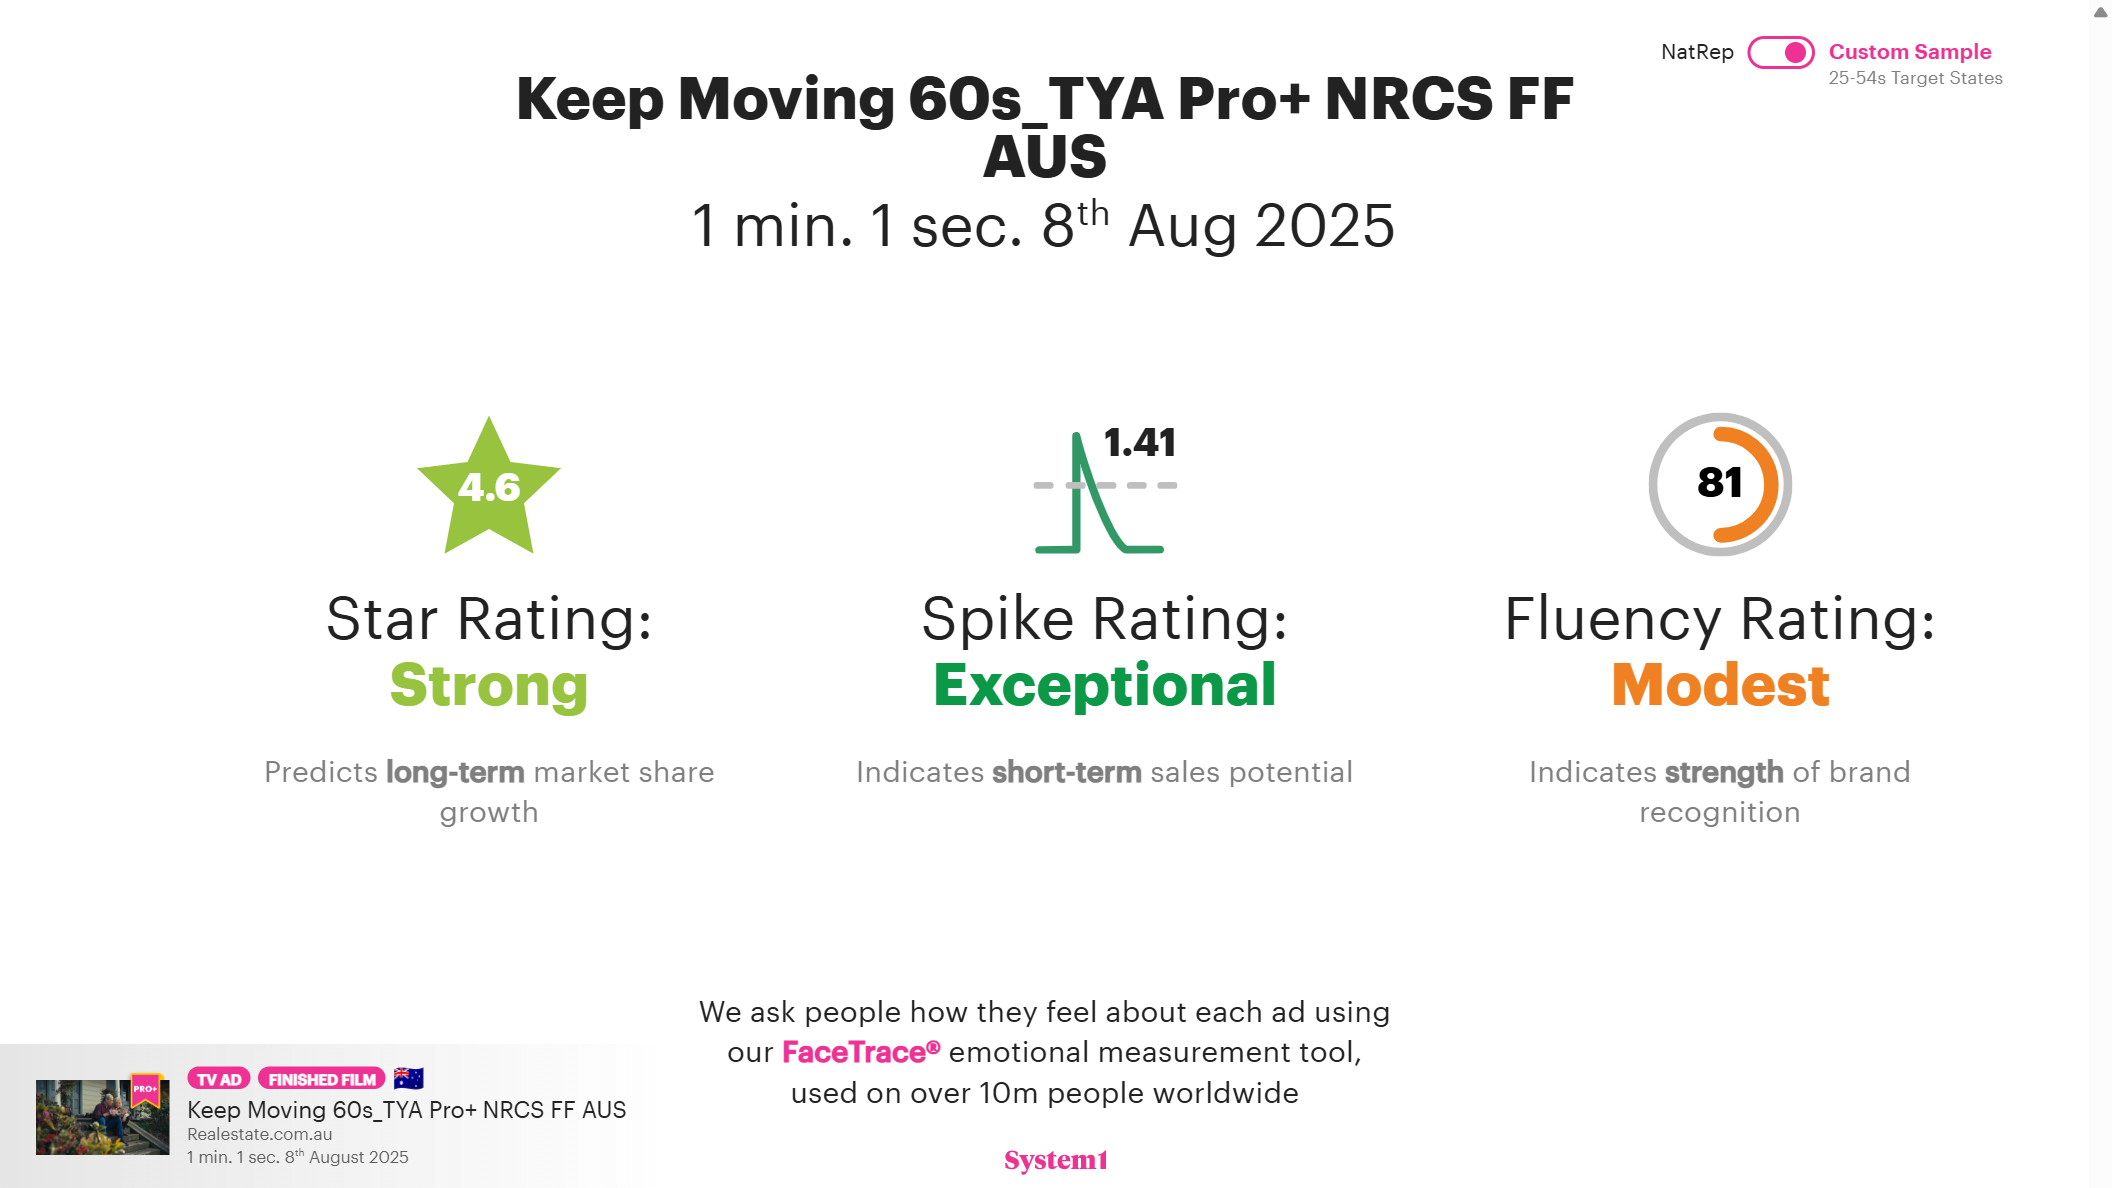 NatRep
Custom Sample
25-54s Target States
Keep Moving 60s_TYA Pro+ NRCS FF
AUS
1 min. 1 sec. 8th Aug 2025
4.6
Star Rating:
Strong
Predicts long-term market share
growth
1.41
Spike Rating:
Exceptional
Indicates short-term sales potential
81
Fluency Rating:
Modest
Indicates strength of brand
recognition
We ask people how they feel about each ad using
our FaceTrace® emotional measurement tool,
used on over 10m people worldwide
PRO+
TV AD FINISHED FILM
Keep Moving 60s_TYA Pro+ NRCS FF AUS
Realestate.com.au
1 min. 1 sec. 8th August 2025
System1